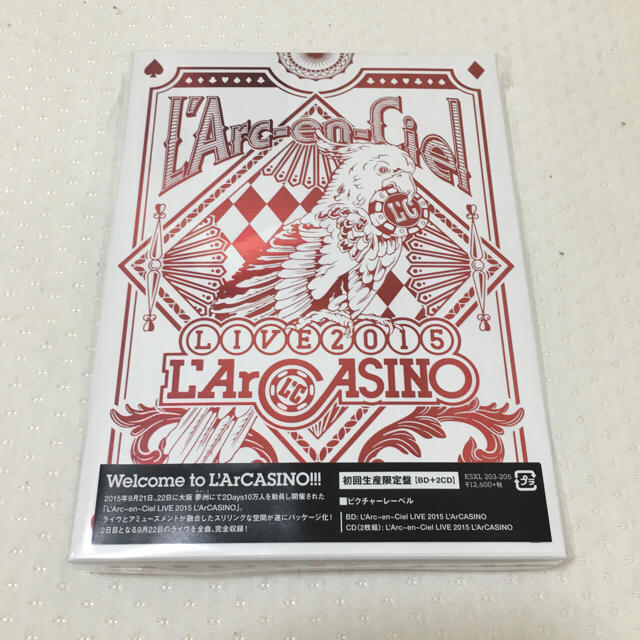 L'Arc-en-Ciel
LC
LIVE2015
L'ArCASINO
LC
Welcome to L'ArCASINO!!!
2015年9月21日、22日に大阪 夢洲にて2Days10万人を動員し開催された
「L'Arc~en~Ciel LIVE 2015 L'ArCASINO」。
ライヴとアミューズメントが融合したスリリングな空間が遂にパッケージ化！
2日目となる9月22日のライヴを全曲、完全収録！
初回生産限定盤 [BD+2CD]
KSXL 203-205
¥12,600+税
■ピクチャーレーベル
BD: L'Arc~en~Ciel LIVE 2015 L'ArCASINO
CD(2枚組): L'Arc~en~Ciel LIVE 2015 L'ArCASINO